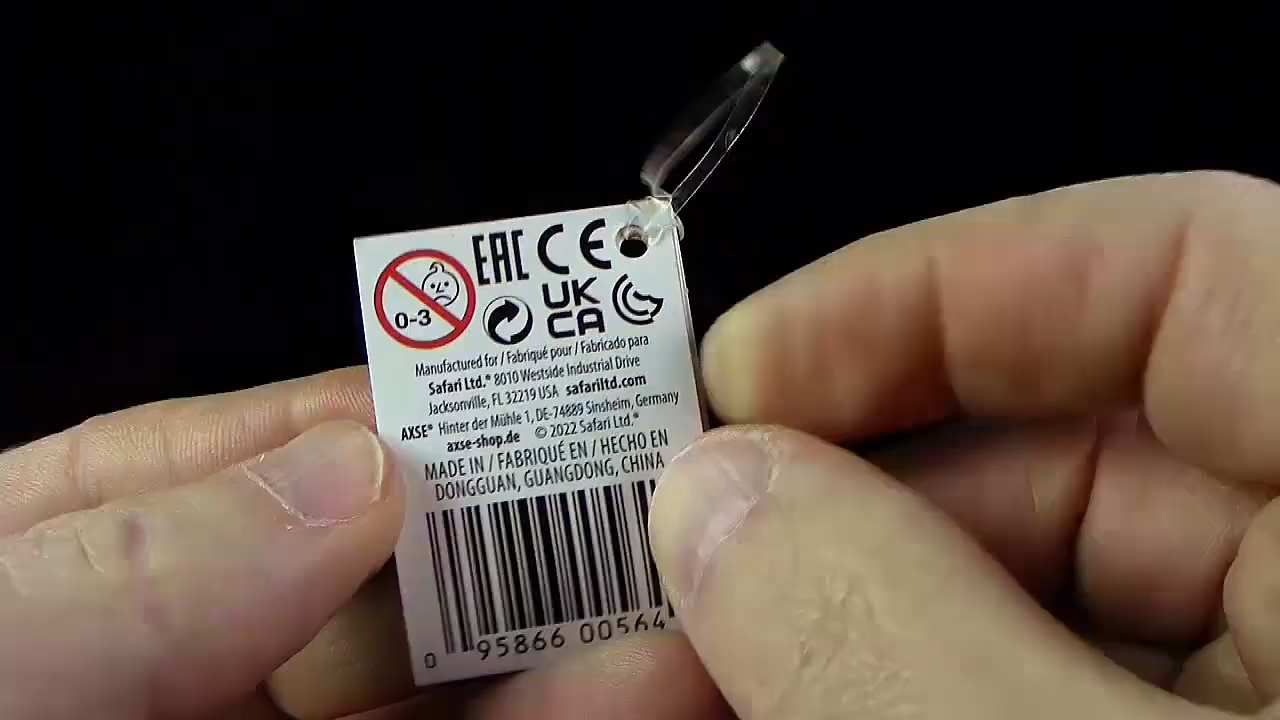 EAC CE
0-3
UK
CA
Manufactured for / Fabriqué pour / Fabricado para
Safari Ltd.® 8010 Westside Industrial Drive
Jacksonville, FL 32219 USA safariltd.com
AXSE® Hinter der Mühle 1, DE-74889 Sinsheim, Germany
axse-shop.de © 2022 Safari Ltd.®
MADE IN / FABRIQUÉ EN / HECHO EN
DONGGUAN, GUANGDONG, CHINA
0 95866 00564